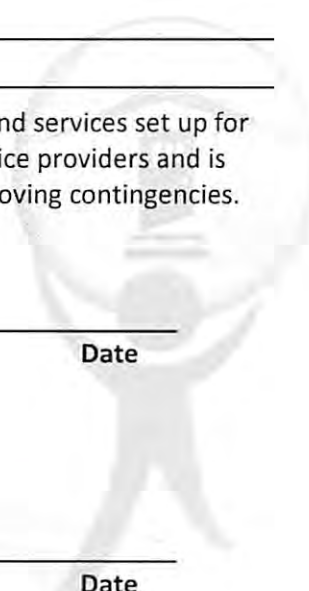 nd services set up for
ice providers and is
oving contingencies.
Date
Date